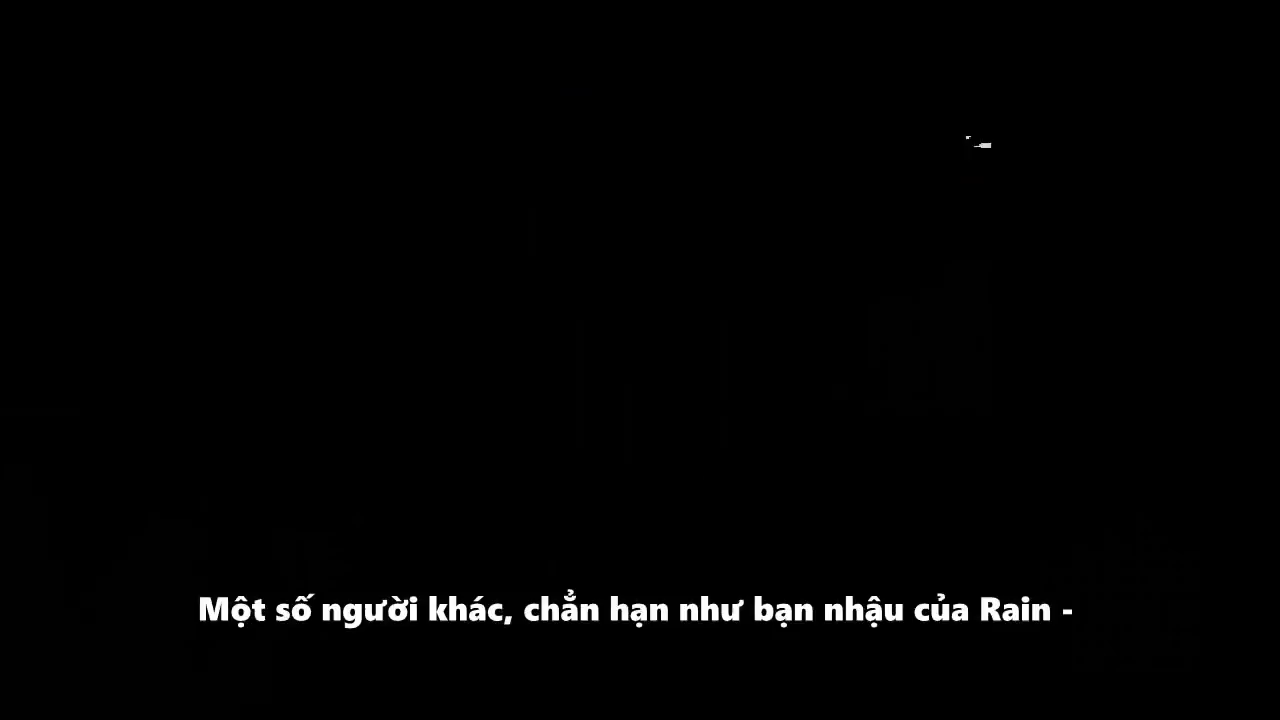 Một số người khác, chẳn hạn như bạn nhậu của Rain -